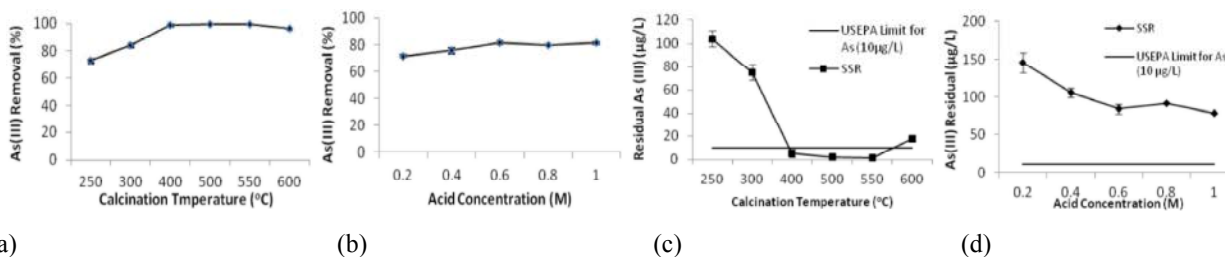 As(III) Removal (%)
100
80
60
40
20
0
250 300 400 500 550 600
Calcination Tmperature (°C)
As(III) Removal (%)
100
80
60
40
20
0
0.2 0.4 0.6 0.8 1
Acid Concentration (M)
Residual As (III) (µg/L)
120
100
80
60
40
20
0
USEPA Limit for
As (10µg/L)
SSR
250 300 400 500 550 600
Calcination Temperature (°C)
As(III) Residual (µg/L)
200
150
100
50
0
SSR
USEPA Limit for As
(10 µg/L)
0.2 0.4 0.6 0.8 1
Acid Concentration (M)
a) (b) (c) (d)